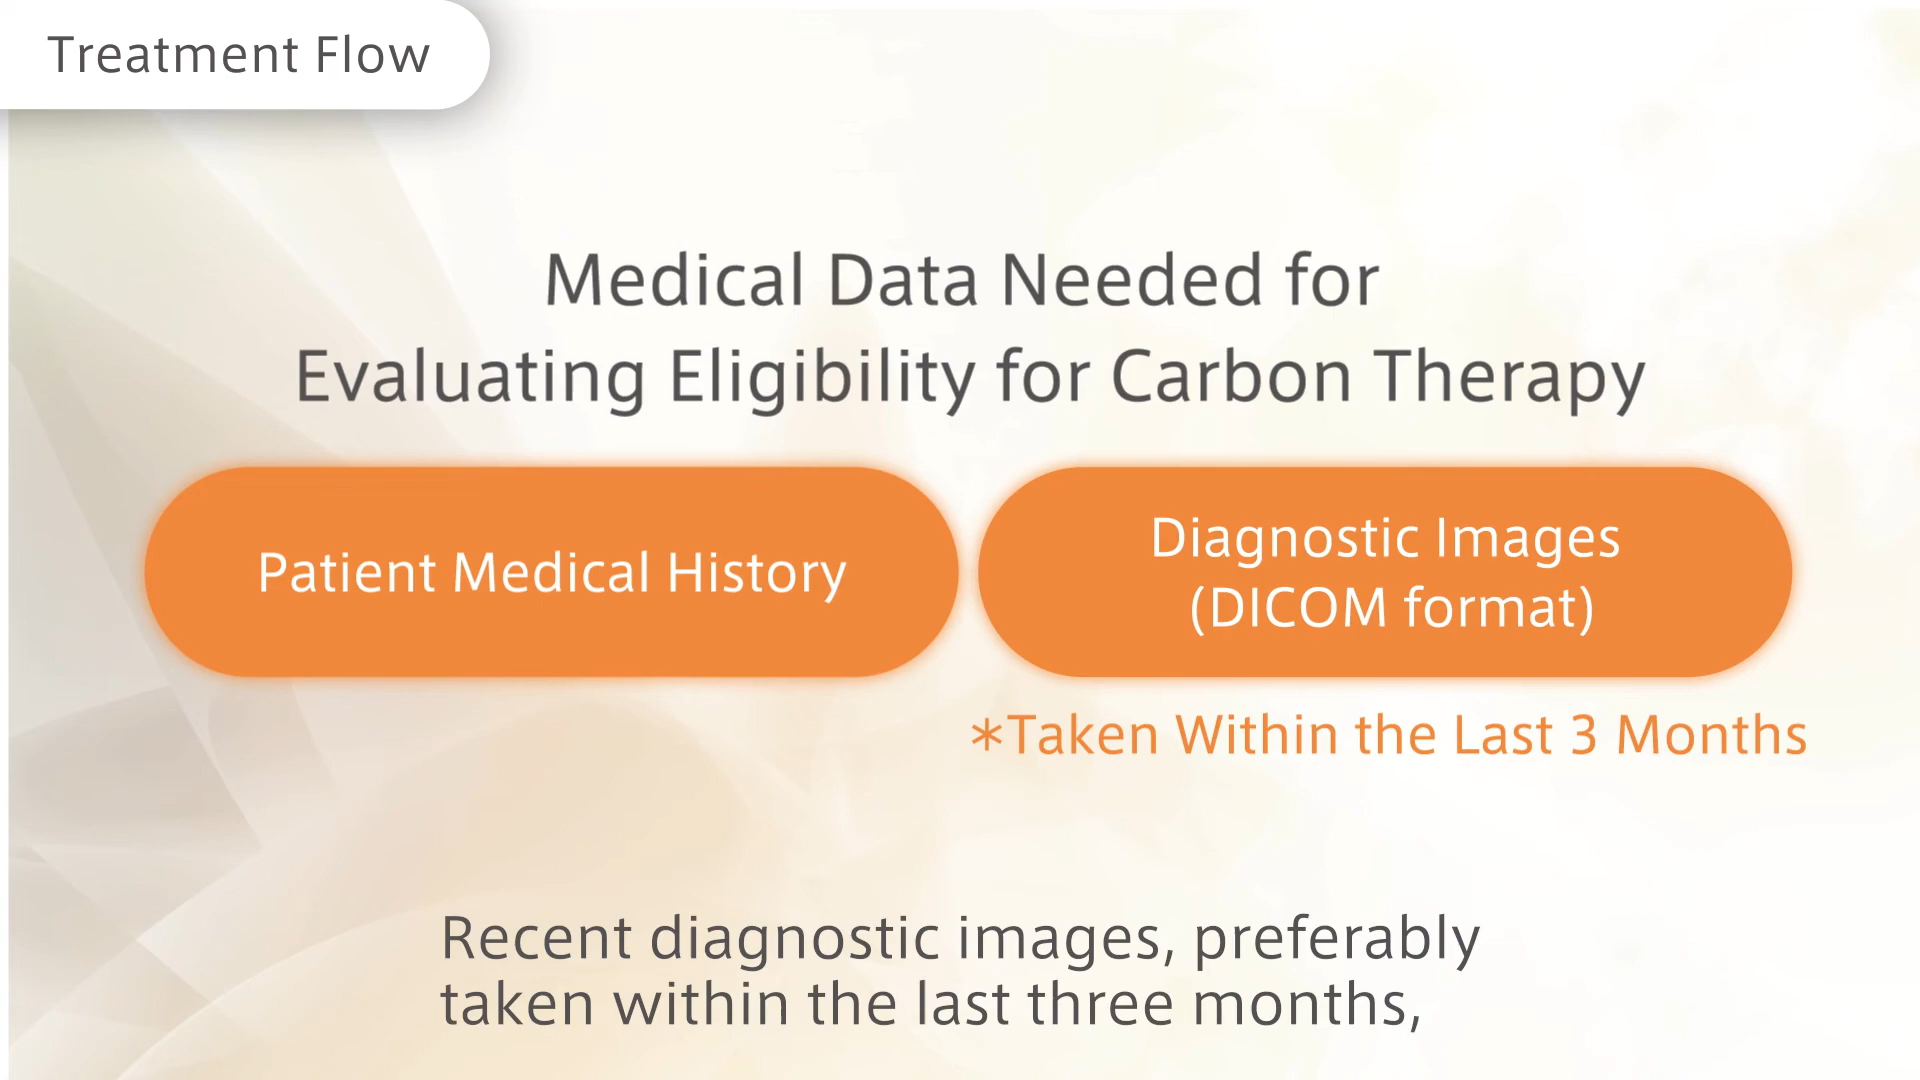 Treatment Flow
Medical Data Needed for
Evaluating Eligibility for Carbon Therapy
Patient Medical History
Diagnostic Images
(DICOM format)
*Taken Within the Last 3 Months
Recent diagnostic images, preferably
taken within the last three months,